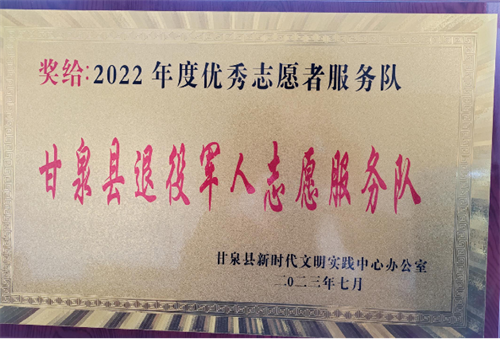 奖给:2022年度优秀志愿者服务队
甘泉县退役军人志愿服务队
甘泉县新时代文明实践中心办公室
二〇二三年七月